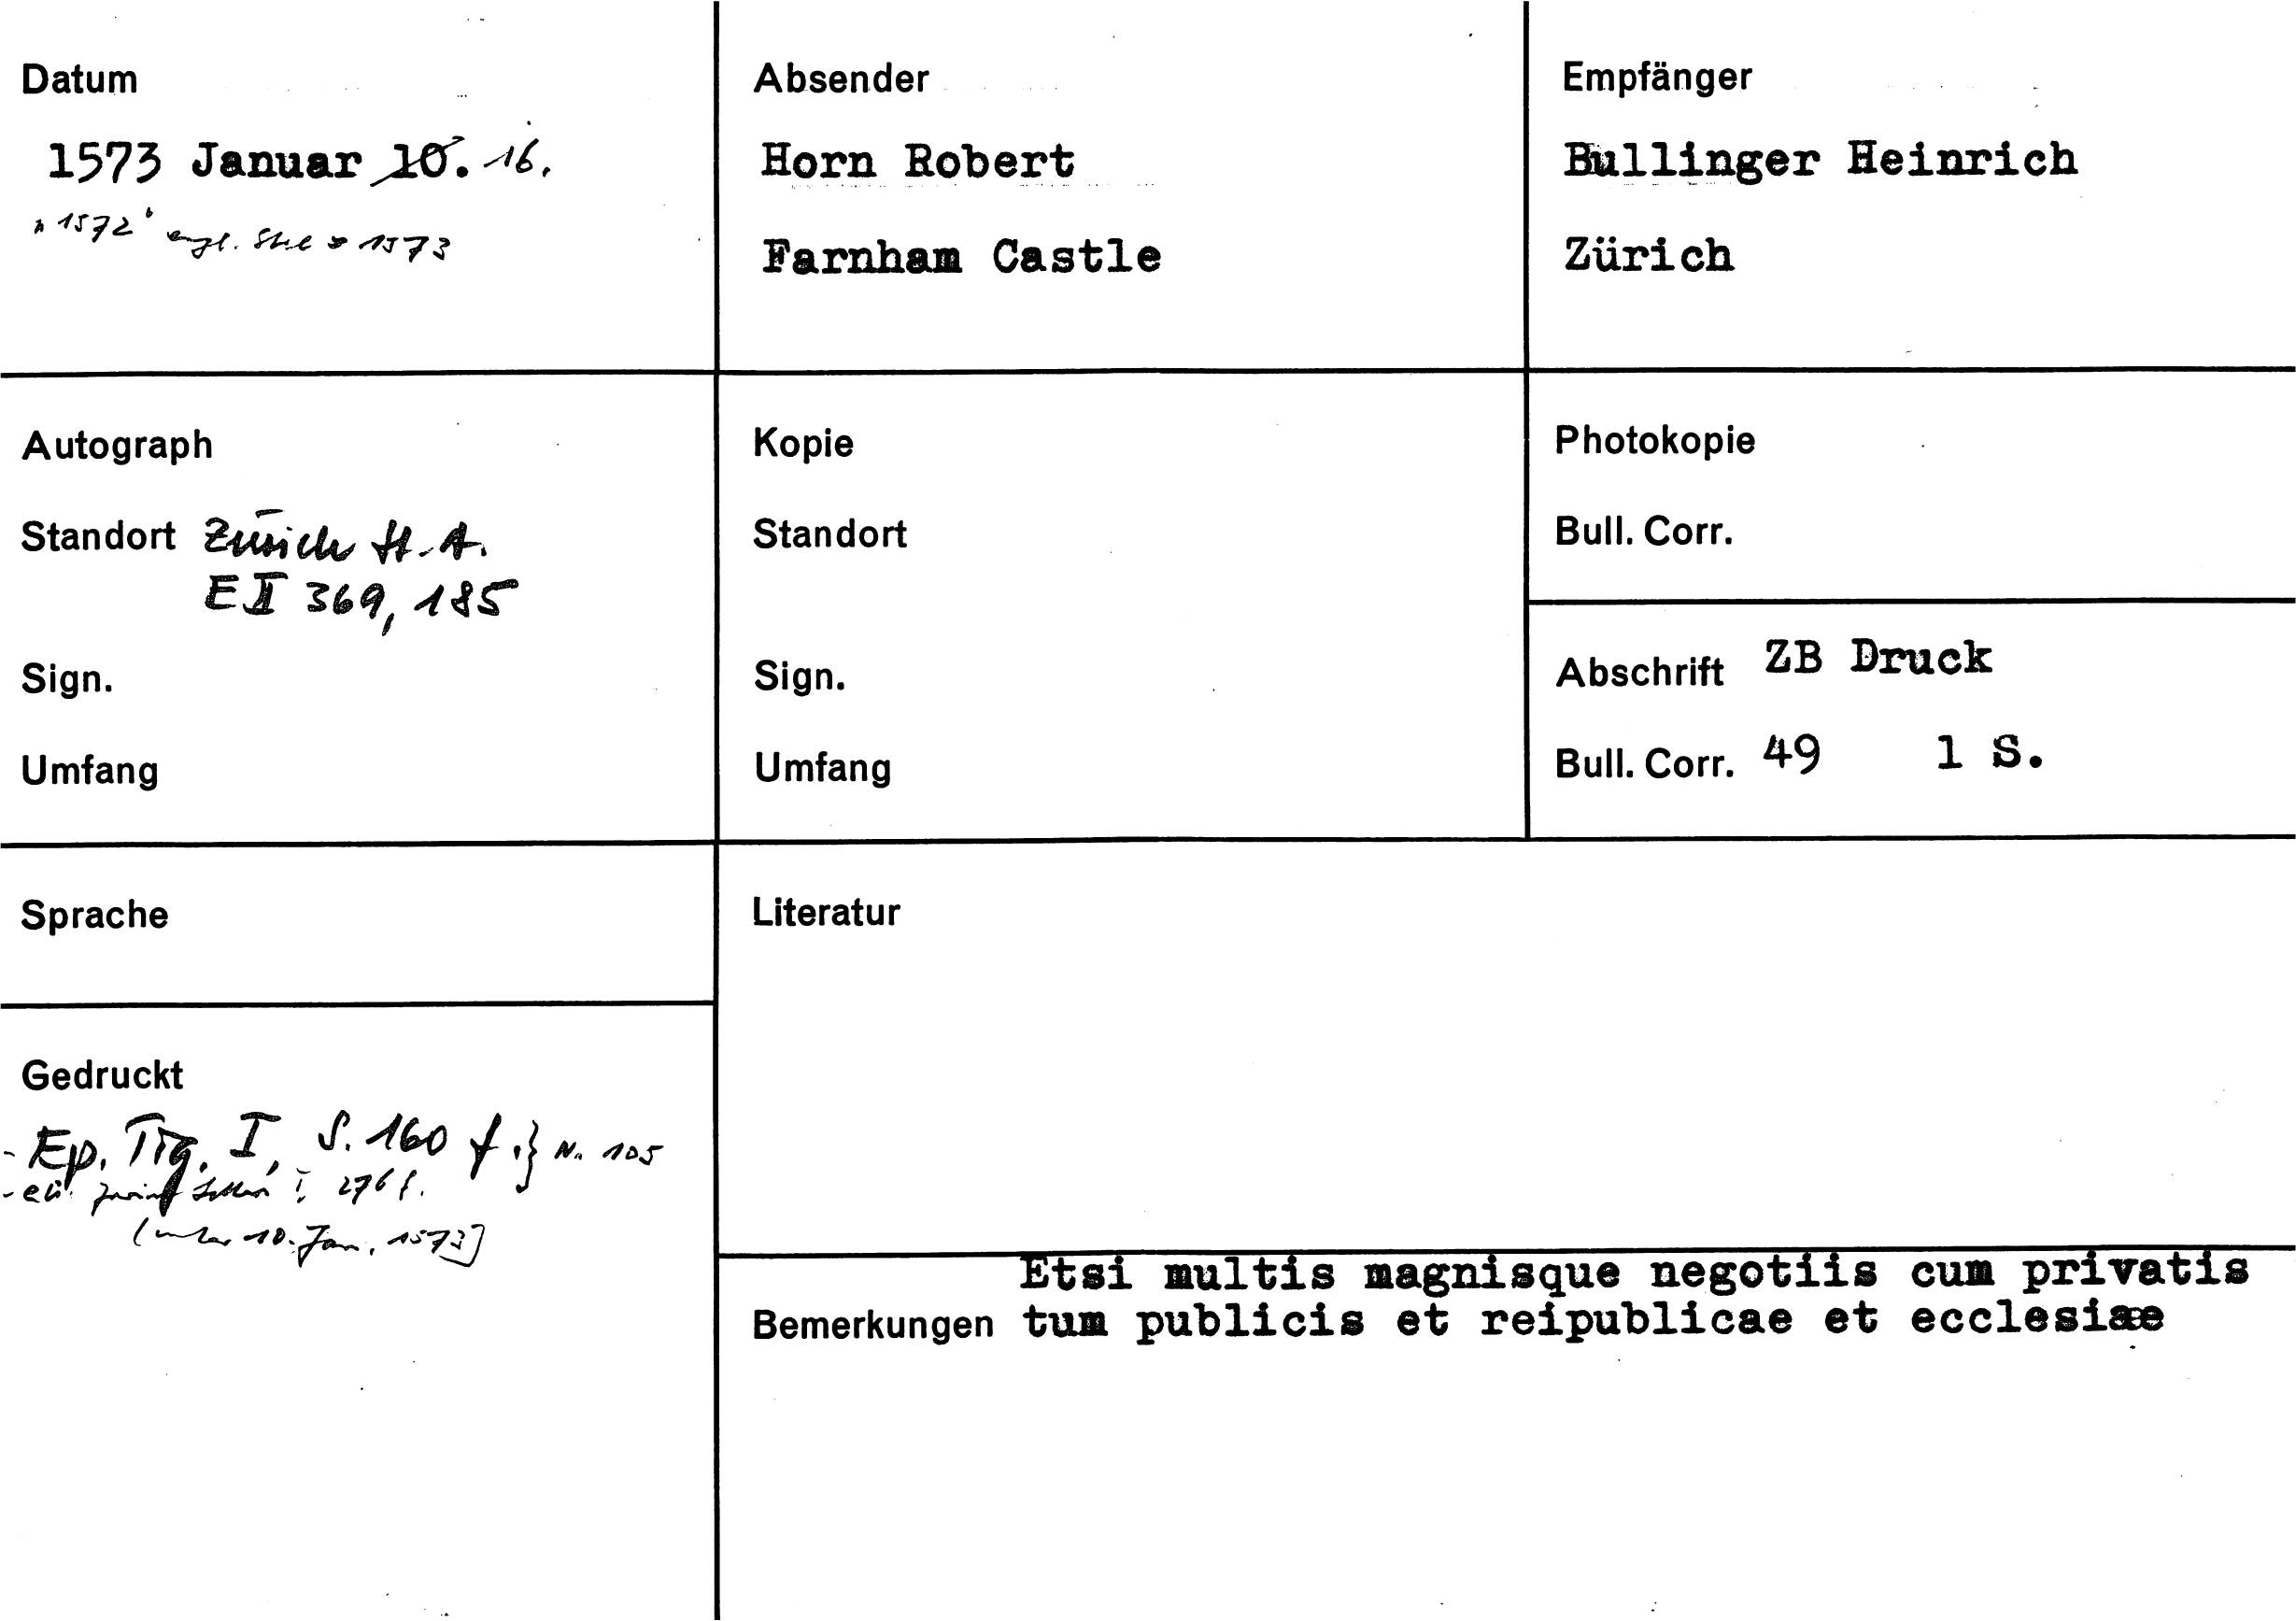 Datum
1573 Januar 10. 16.
"1572" engl. Stil = 1573
Absender
Horn Robert
Farnham Castle
Empfänger
Bullinger Heinrich
Zürich
Autograph
Standort Zürich St.A.
E II 369, 185
Sign.
Umfang
Kopie
Standort
Sign.
Umfang
Photokopie
Bull. Corr.
Abschrift ZB Druck
Bull. Corr. 49 1 S.
Sprache
Gedruckt
- Ep. Tig. I, S. 160 f.} N. 105
Letters I, 276 f.
(unter 10. Jan. 1573)
Literatur
Bemerkungen
Etsi multis magnisque negotiis cum privatis
tum publicis et reipublicae et ecclesiae